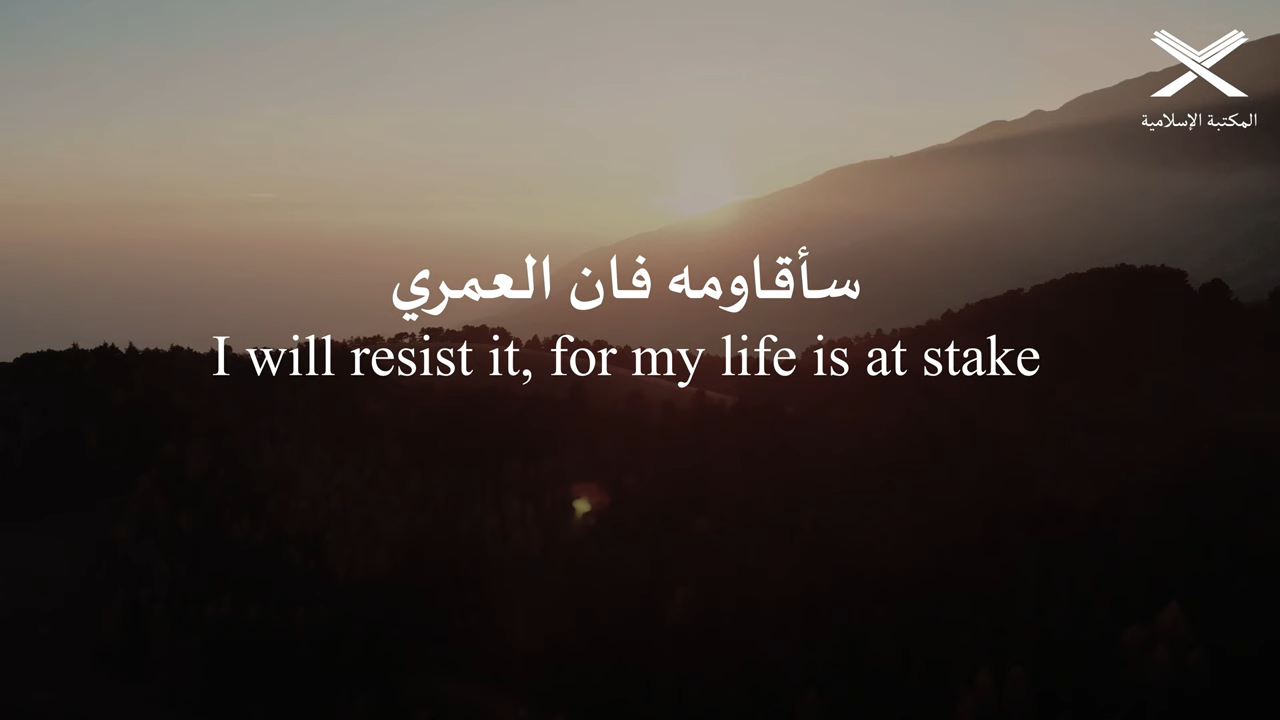 المكتبة الإسلامية
سأقاومه فان العمري
I will resist it, for my life is at stake